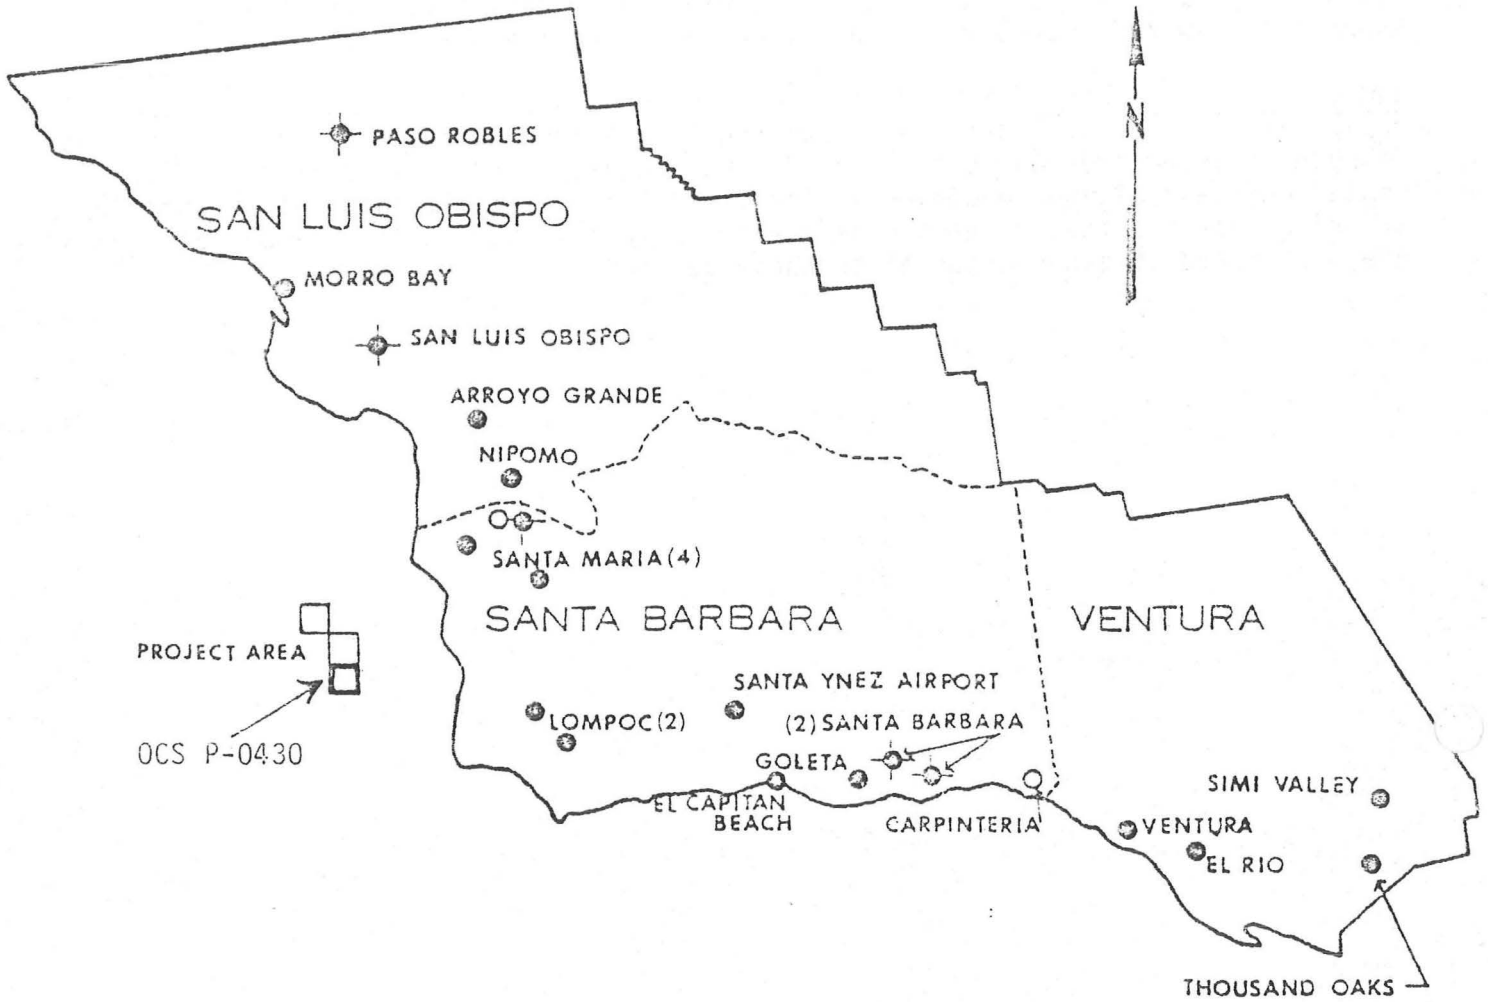 N
PASO ROBLES
SAN LUIS OBISPO
MORRO BAY
SAN LUIS OBISPO
ARROYO GRANDE
NIPOMO
SANTA MARIA (4)
SANTA BARBARA
VENTURA
PROJECT AREA
OCS P-0430
SANTA YNEZ AIRPORT
LOMPOC (2)
(2) SANTA BARBARA
GOLETA
EL CAPITAN
BEACH
CARPINTERIA
SIMI VALLEY
VENTURA
EL RIO
THOUSAND OAKS